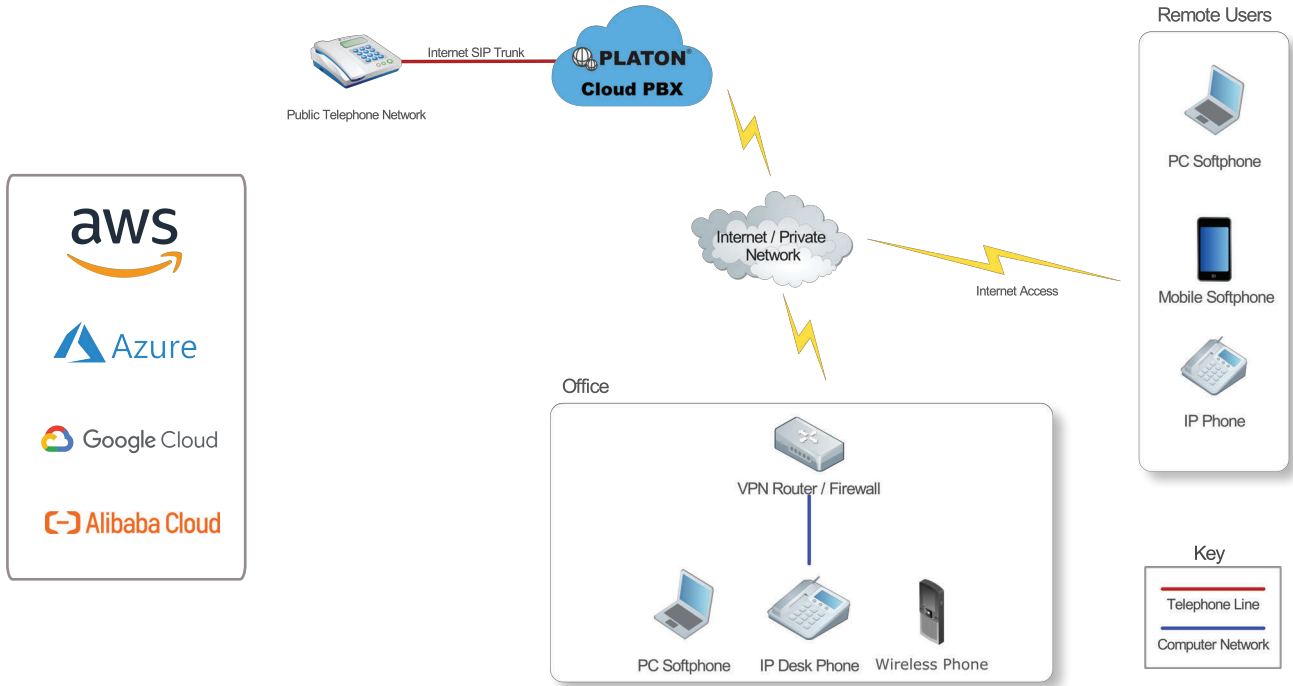 Remote Users
Internet SIP Trunk
PLATON®
Cloud PBX
Public Telephone Network
PC Softphone
aws
Internet / Private
Network
Internet Access
Mobile Softphone
Azure
Office
IP Phone
Google Cloud
VPN Router / Firewall
Alibaba Cloud
Key
Telephone Line
Computer Network
PC Softphone
IP Desk Phone
Wireless Phone